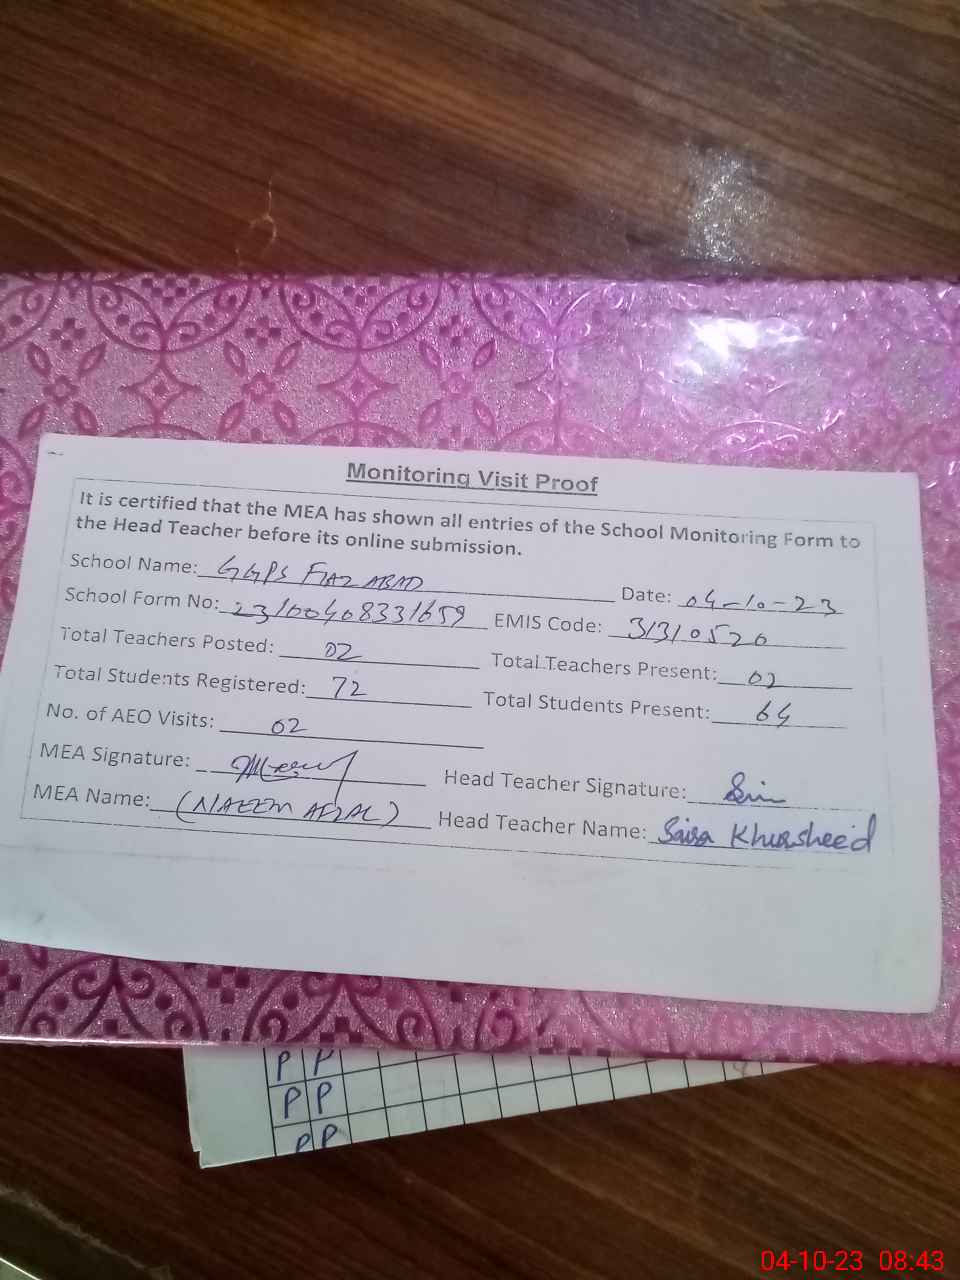 Monitoring Visit Proof
It is certified that the MEA has shown all entries of the School Monitoring Form to
the Head Teacher before its online submission.
School Name: GGPS FIAZ ABAD Date: 04-10-23
School Form No: 23100408331659 EMIS Code: 31310520
Total Teachers Posted: 02 Total Teachers Present: 02
Total Students Registered: 72 Total Students Present: 64
No. of AEO Visits: 02
MEA Signature: Head Teacher Signature:
MEA Name: (NAEEM AFZAL) Head Teacher Name: Saira Khursheed
P P
P P
P P
04-10-23 08:43